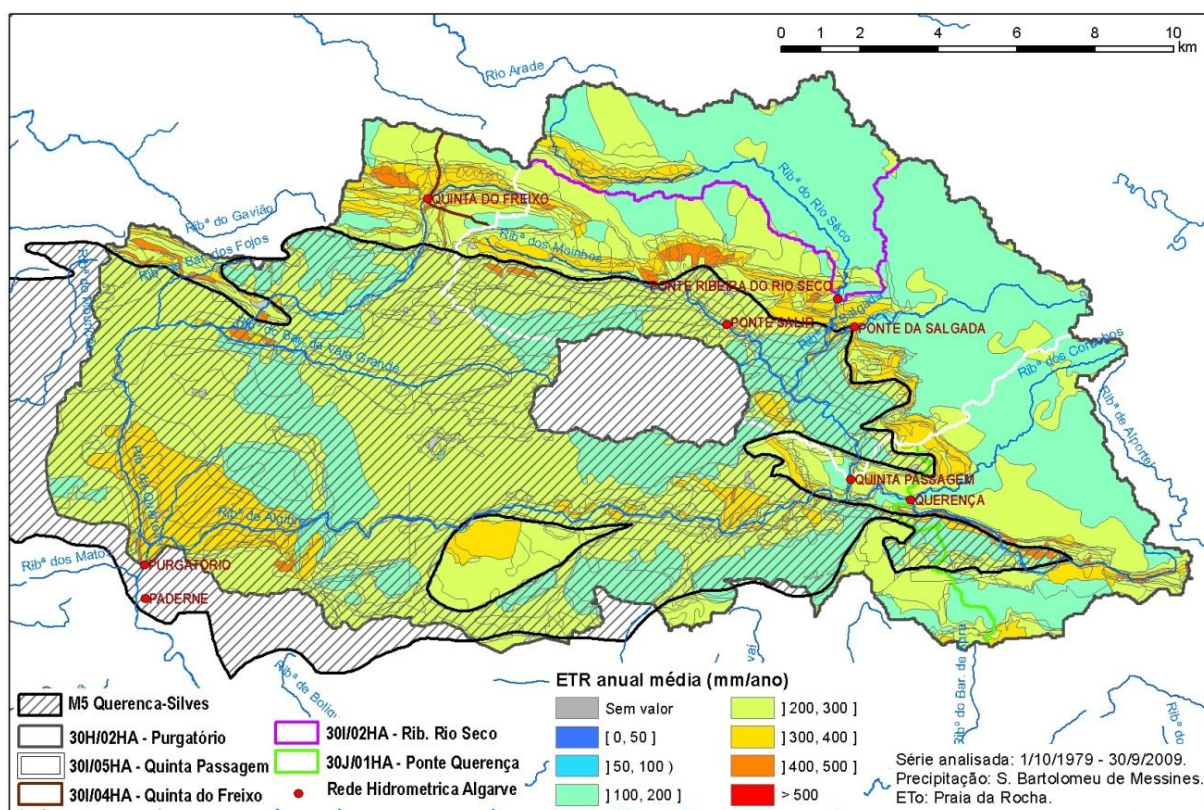 0 1 2 4 6 8 10
km
Rio Arade
Ribª do Rio Sêco
QUINTA DO FREIXO
Ribª do Gavião
Ribª dos Moinhos
PONTE RIBEIRA DO RIO SECO
PONTE SALIR
PONTE DA SALGADA
Ribª do Bar. da Vala Grande
Ribª de Alportel
QUINTA PASSAGEM
QUERENÇA
Ribª de Algibre
PURGATÓRIO
Ribª dos Matos
PADERNE
M5 Querenca-Silves
30H/02HA - Purgatório
30I/05HA - Quinta Passagem
30I/04HA - Quinta do Freixo
30I/02HA - Rib. Rio Seco
30J/01HA - Ponte Querença
Rede Hidrometrica Algarve
ETR anual média (mm/ano)
Sem valor
[ 0, 50 ]
]50, 100 )
]100, 200 ]
] 200, 300 ]
]300, 400 ]
]400, 500 ]
> 500
Série analisada: 1/10/1979 - 30/9/2009.
Precipitação: S. Bartolomeu de Messines.
ETo: Praia da Rocha.